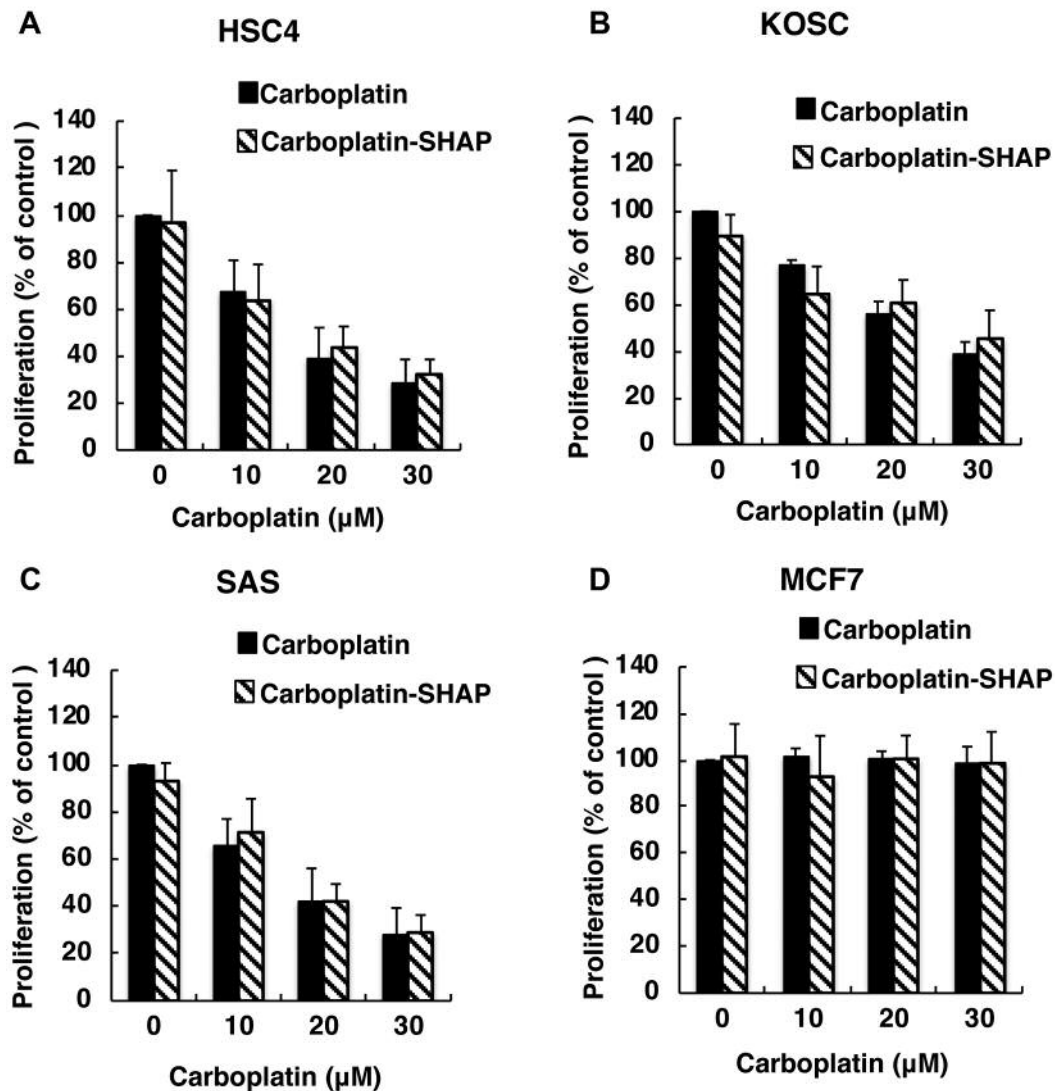 A
HSC4
Carboplatin
Carboplatin-SHAP
Proliferation (% of control )
140
120
100
80
60
40
20
0
0 10 20 30
Carboplatin (µM)
B
KOSC
Carboplatin
Carboplatin-SHAP
Proliferation (% of control )
140
120
100
80
60
40
20
0
0 10 20 30
Carboplatin (µM)
C
SAS
Carboplatin
Carboplatin-SHAP
Proliferation (% of control )
140
120
100
80
60
40
20
0
0 10 20 30
Carboplatin (µM)
D
MCF7
Carboplatin
Carboplatin-SHAP
Proliferation (% of control )
140
120
100
80
60
40
20
0
0 10 20 30
Carboplatin (µM)